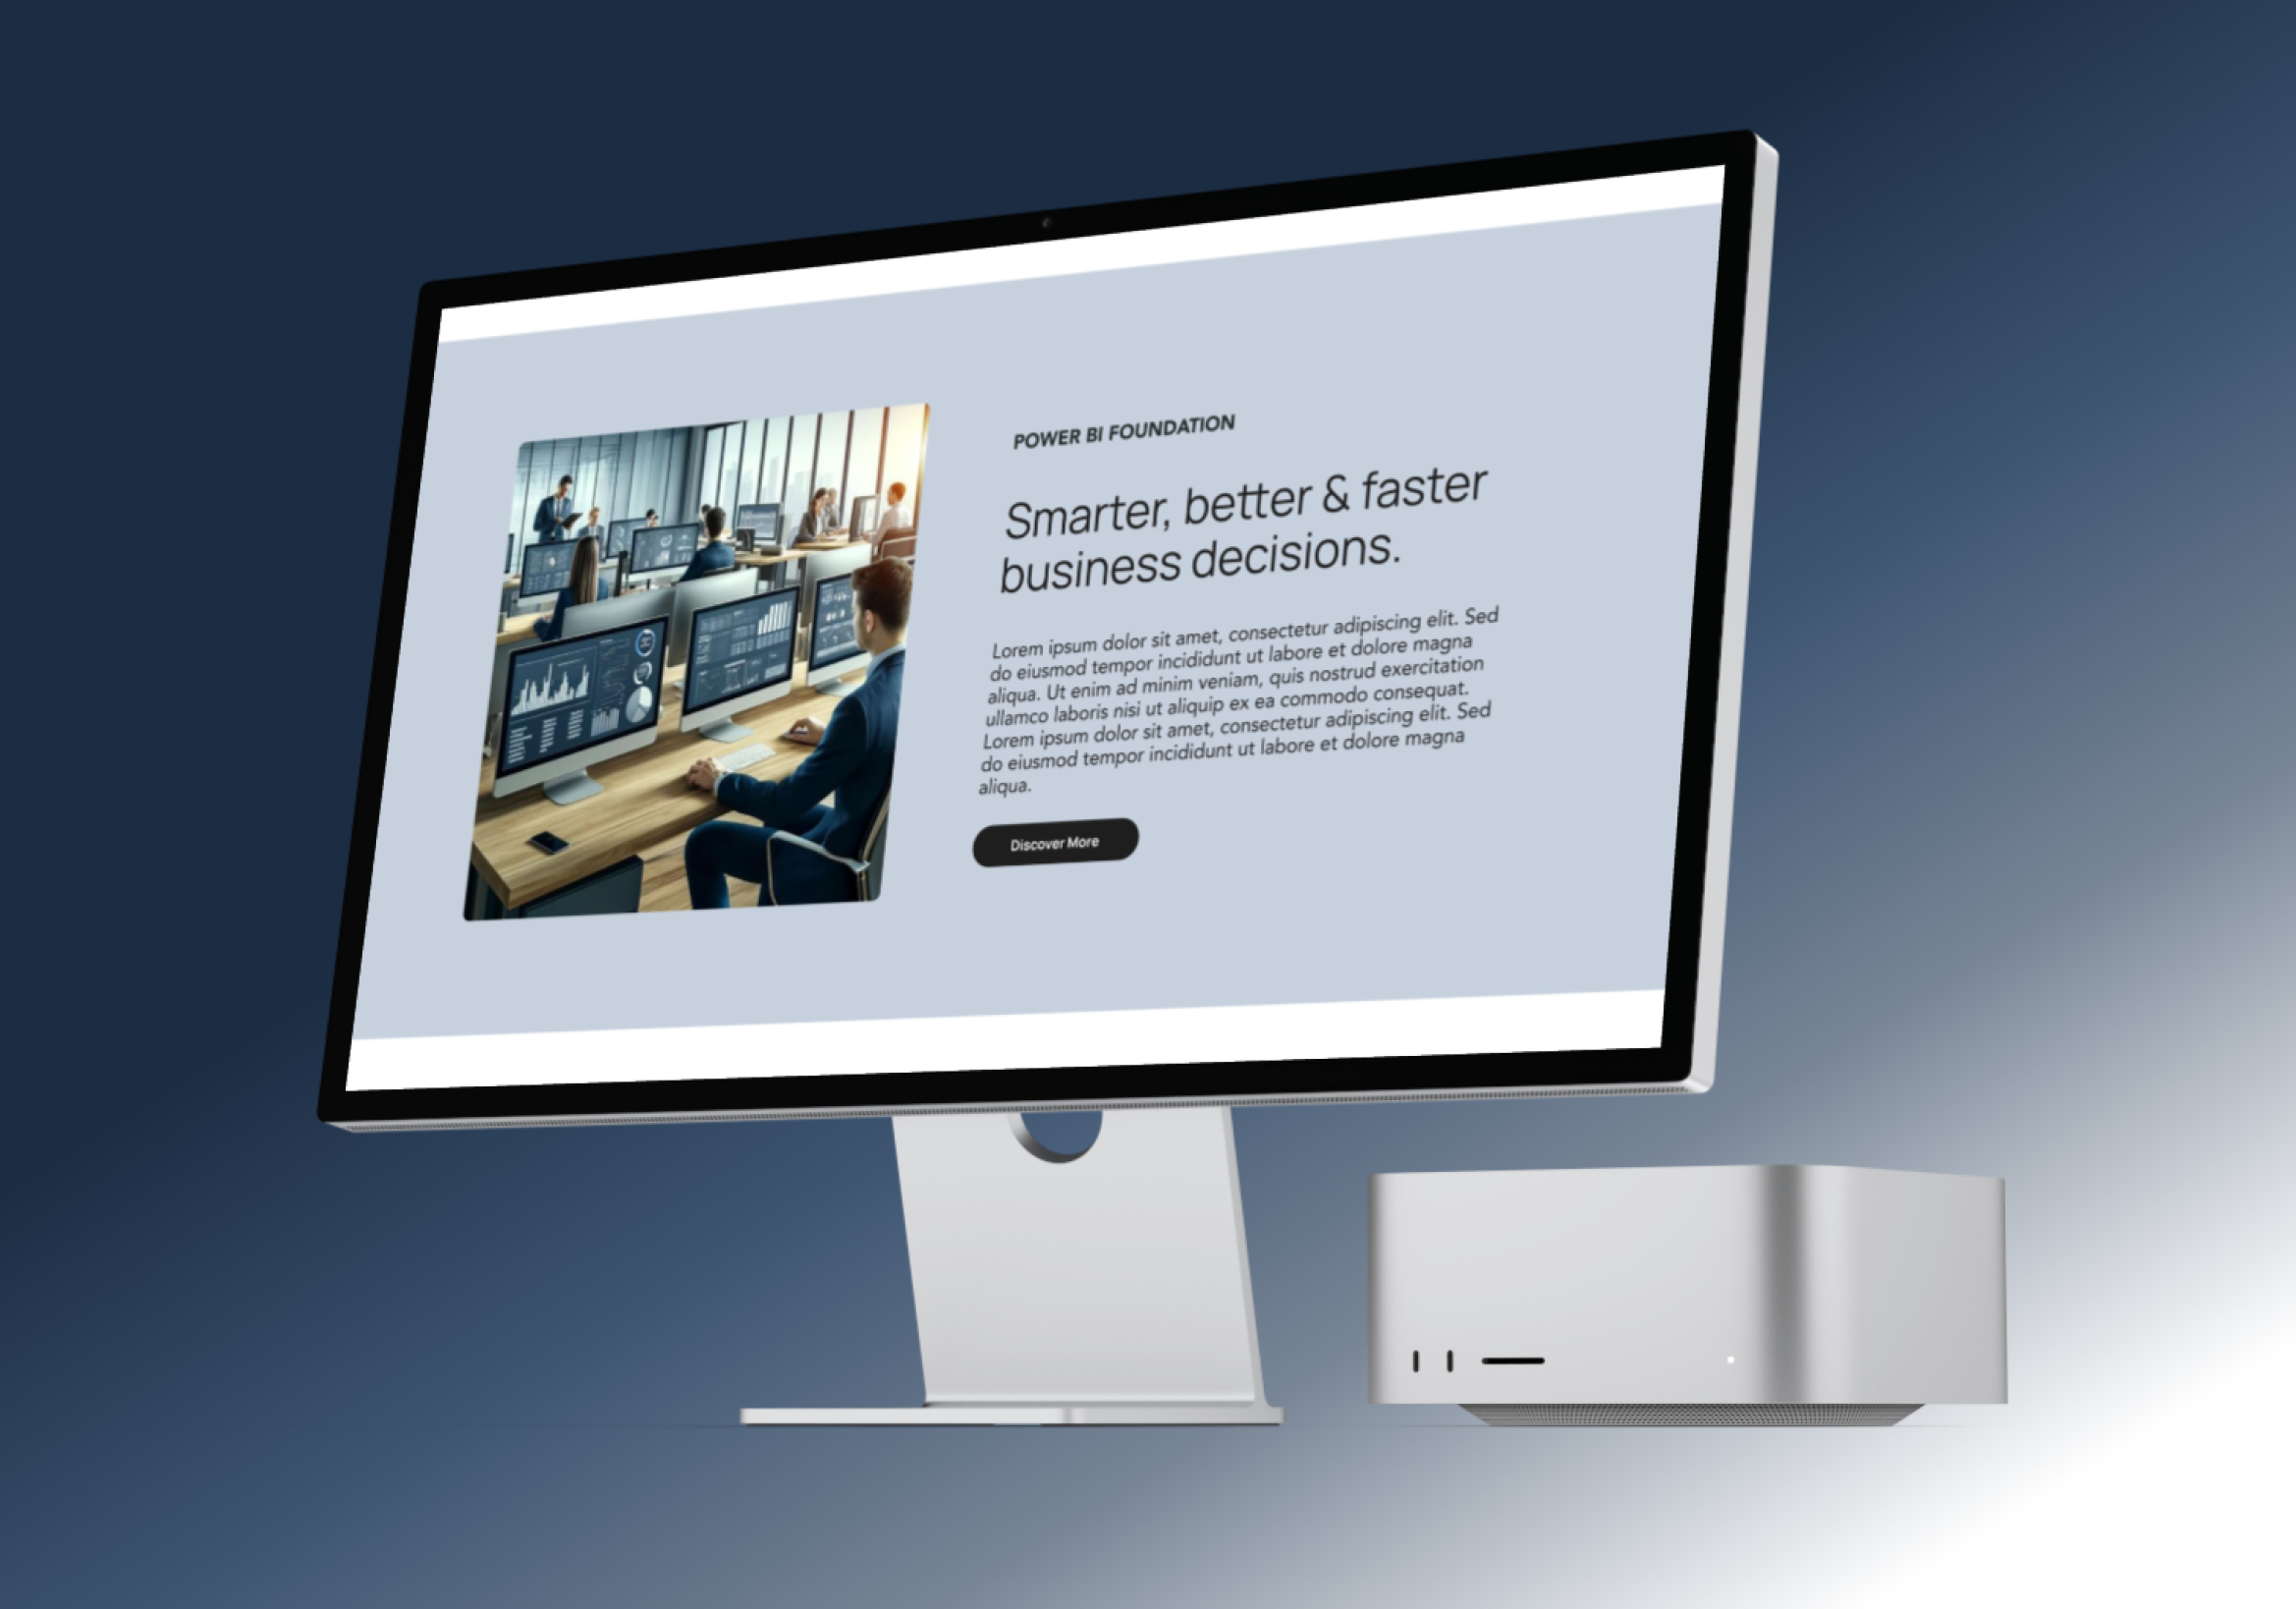 POWER BI FOUNDATION
Smarter, better & faster
business decisions.
Lorem ipsum dolor sit amet, consectetur adipiscing elit. Sed
do eiusmod tempor incididunt ut labore et dolore magna
aliqua. Ut enim ad minim veniam, quis nostrud exercitation
ullamco laboris nisi ut aliquip ex ea commodo consequat.
Lorem ipsum dolor sit amet, consectetur adipiscing elit. Sed
do eiusmod tempor incididunt ut labore et dolore magna
aliqua.
Discover More